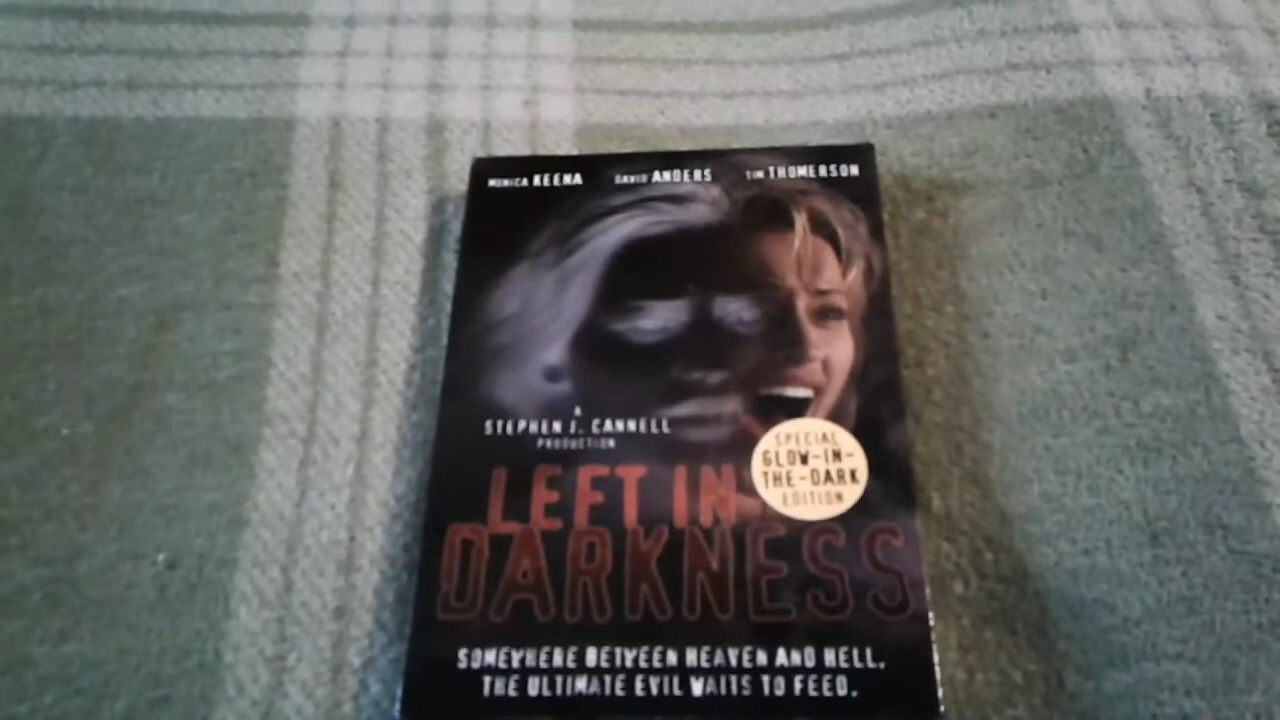 MONICA KEENA DAVID ANDERS TIM THOMERSON
A
STEPHEN J. CANNELL
PRODUCTION
SPECIAL
GLOW-IN-
THE-DARK
EDITION
LEFT IN
DARKNESS
SOMEWHERE BETWEEN HEAVEN AND HELL,
THE ULTIMATE EVIL WAITS TO FEED.